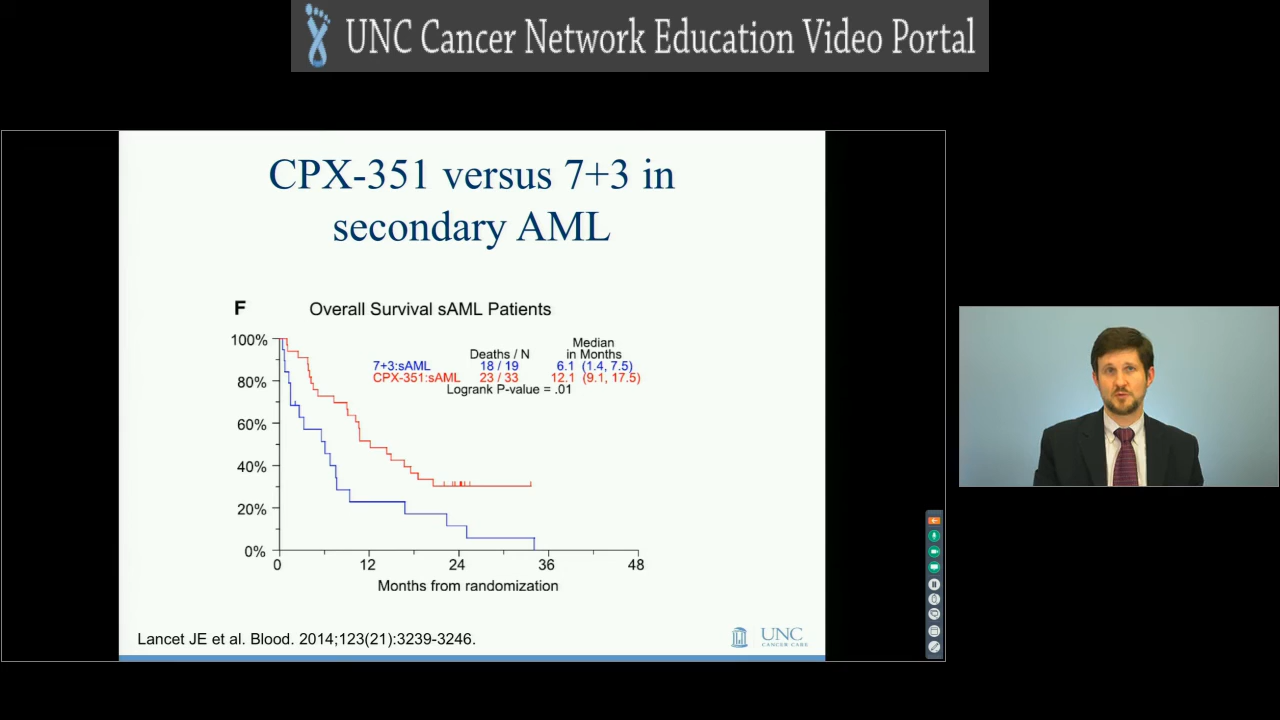 UNC Cancer Network Education Video Portal
CPX-351 versus 7+3 in
secondary AML
F Overall Survival sAML Patients
Deaths / N Median in Months
7+3:sAML 18 / 19 6.1 (1.4, 7.5)
CPX-351:sAML 23 / 33 12.1 (9.1, 17.5)
Logrank P-value = .01
100%
80%
60%
40%
20%
0%
0 12 24 36 48
Months from randomization
Lancet JE et al. Blood. 2014;123(21):3239-3246.
UNC
CANCER CARE